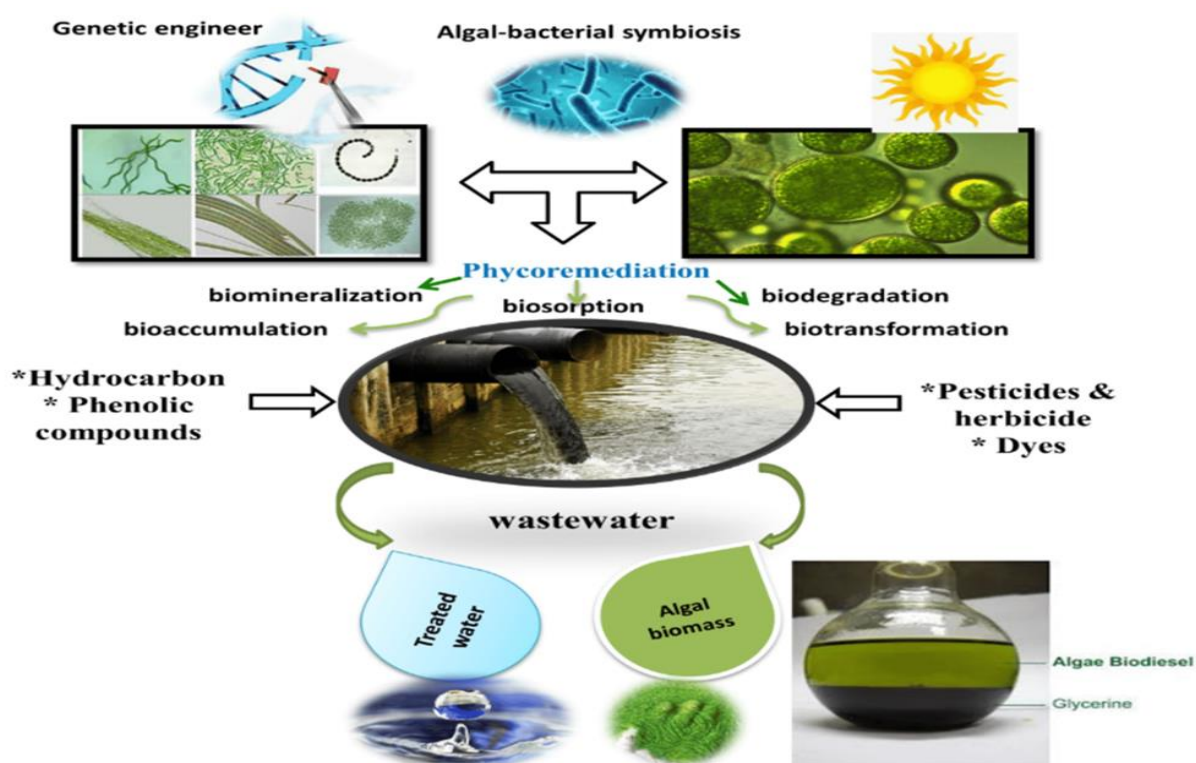 Genetic engineer
Algal-bacterial symbiosis
Phycoremediation
biomineralization
biosorption
biodegradation
bioaccumulation
biotransformation
*Hydrocarbon
* Phenolic
compounds
*Pesticides &
herbicide
* Dyes
wastewater
Treated
water
Algal
biomass
Algae Biodiesel
Glycerine